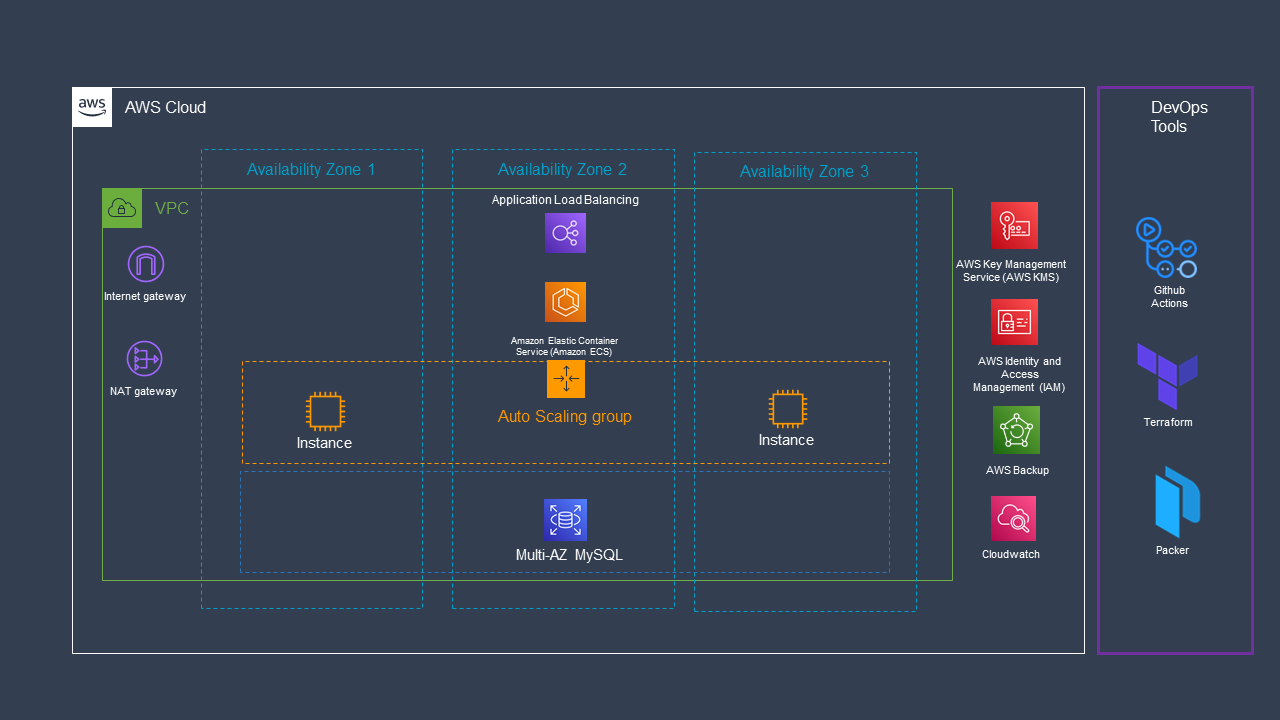 aws
AWS Cloud
DevOps
Tools
Availability Zone 1
Availability Zone 2
Availability Zone 3
VPC
Application Load Balancing
Internet gateway
NAT gateway
Amazon Elastic Container
Service (Amazon ECS)
Auto Scaling group
Instance
Instance
Multi-AZ MySQL
AWS Key Management
Service (AWS KMS)
AWS Identity and
Access
Management (IAM)
AWS Backup
Cloudwatch
Github
Actions
Terraform
Packer